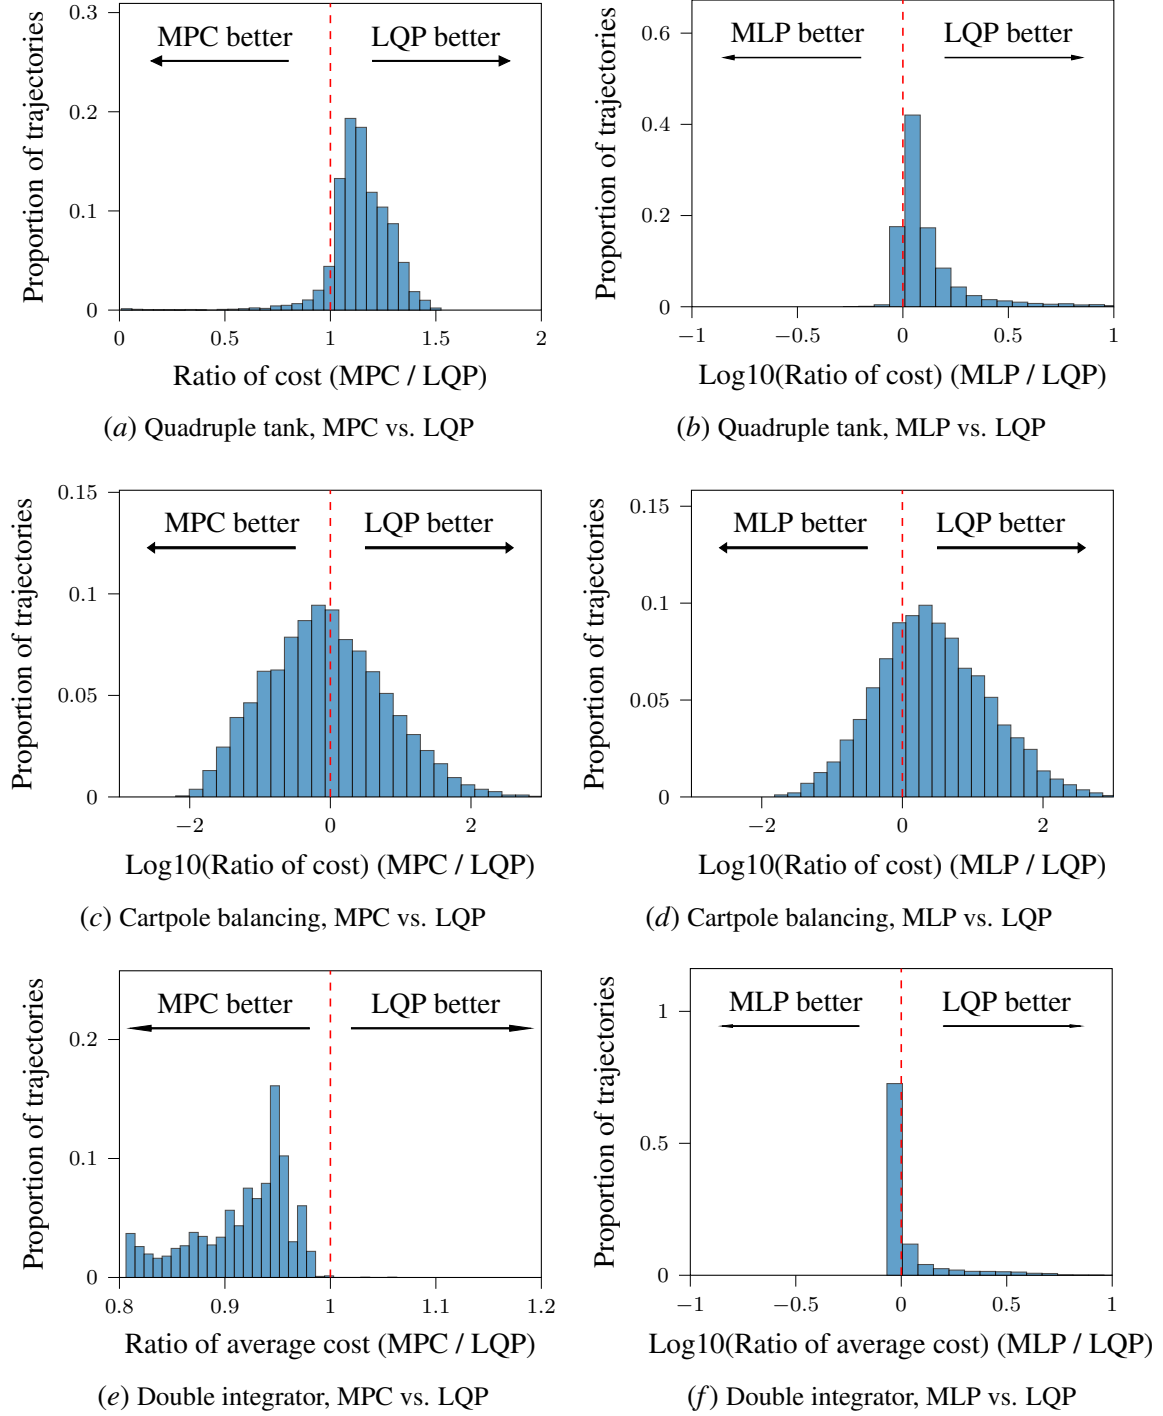 Proportion of trajectories
0.3
0.2
0.1
0
MPC better
LQP better
0
0.5
1
1.5
2
Ratio of cost (MPC / LQP)
(a) Quadruple tank, MPC vs. LQP
Proportion of trajectories
0.6
0.4
0.2
0
MLP better
LQP better
−1
−0.5
0
0.5
1
Log10(Ratio of cost) (MLP / LQP)
(b) Quadruple tank, MLP vs. LQP
Proportion of trajectories
0.15
0.1
0.05
0
MPC better
LQP better
−2
0
2
Log10(Ratio of cost) (MPC / LQP)
(c) Cartpole balancing, MPC vs. LQP
Proportion of trajectories
0.15
0.1
0.05
0
MLP better
LQP better
−2
0
2
Log10(Ratio of cost) (MLP / LQP)
(d) Cartpole balancing, MLP vs. LQP
Proportion of trajectories
0.2
0.1
0
MPC better
LQP better
0.8
0.9
1
1.1
1.2
Ratio of average cost (MPC / LQP)
(e) Double integrator, MPC vs. LQP
Proportion of trajectories
1
0.5
0
MLP better
LQP better
−1
−0.5
0
0.5
1
Log10(Ratio of average cost) (MLP / LQP)
(f) Double integrator, MLP vs. LQP